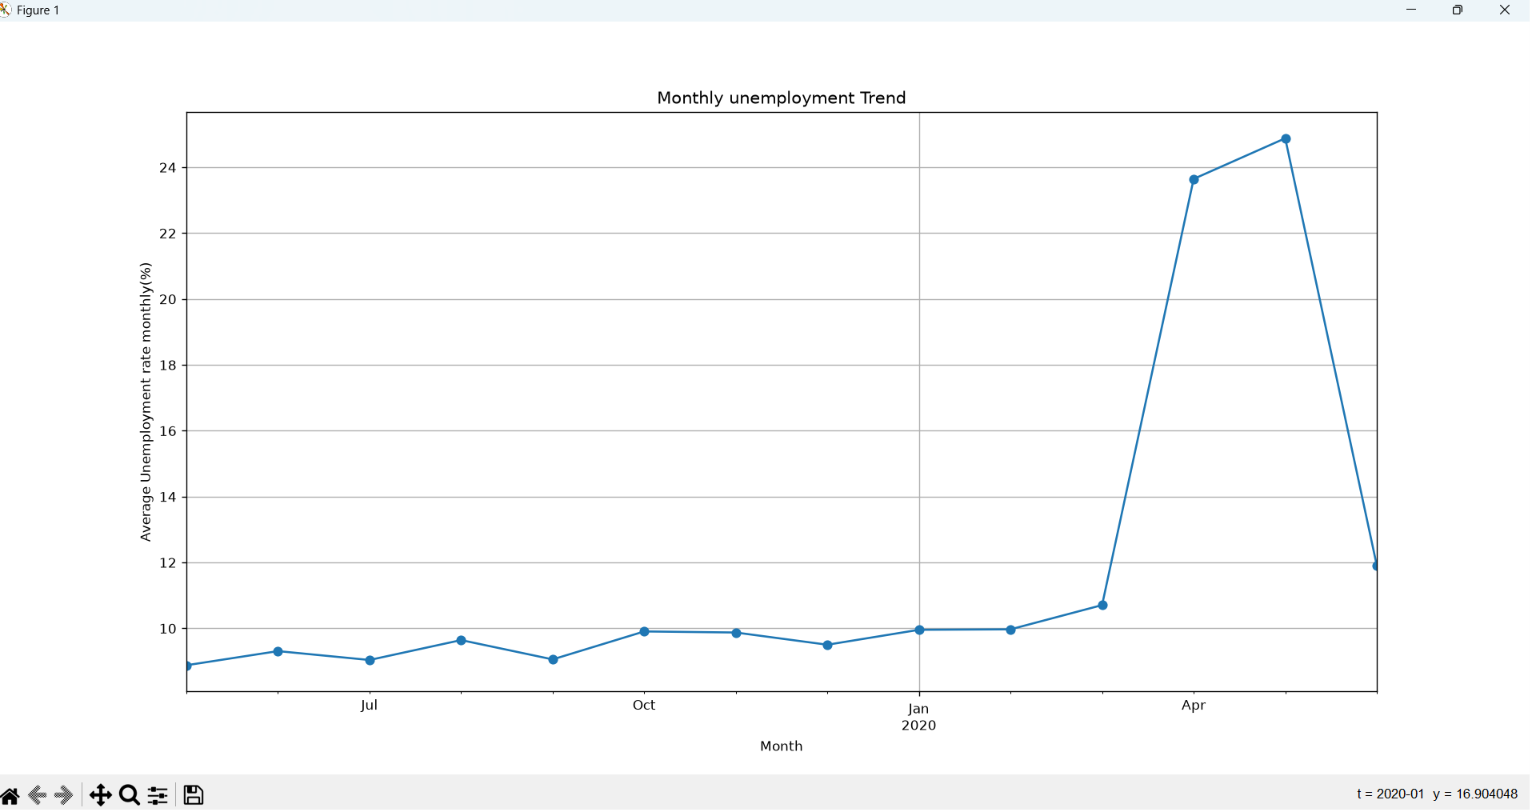 Figure 1
Monthly unemployment Trend
Average Unemployment rate monthly(%)
24
22
20
18
16
14
12
10
Jul
Oct
Jan
2020
Apr
Month
t = 2020-01 y = 16.904048